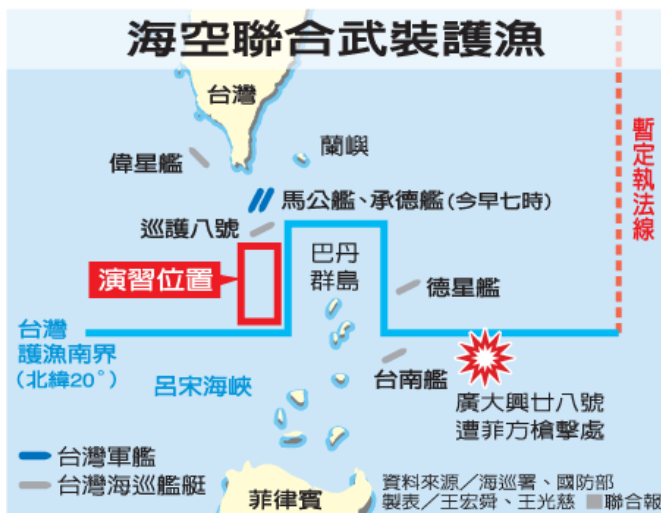 海空聯合武裝護漁
台灣
蘭嶼
偉星艦
馬公艦、承德艦(今早七時)
巡護八號
暫定執法線
巴丹
群島
演習位置
德星艦
台灣
護漁南界
(北緯20°)
呂宋海峽
台南艦
廣大興廿八號
遭菲方槍擊處
台灣軍艦
台灣海巡艦艇
菲律賓
資料來源/海巡署、國防部
製表/王宏舜、王光慈 ■聯合報